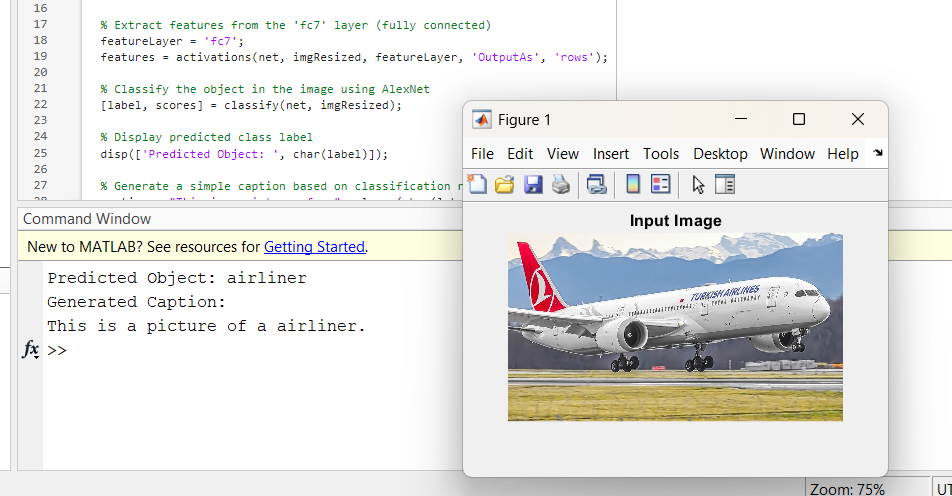 16
17 % Extract features from the 'fc7' layer (fully connected)
18 featureLayer = 'fc7';
19 features = activations(net, imgResized, featureLayer, 'OutputAs', 'rows');
20
21 % Classify the object in the image using AlexNet
22 [label, scores] = classify(net, imgResized);
23
24 % Display predicted class label
25 disp(['Predicted Object: ', char(label)]);
26
27 % Generate a simple caption based on classification
Figure 1
File Edit View Insert Tools Desktop Window Help
Input Image
TURKISH AIRLINES
Command Window
New to MATLAB? See resources for Getting Started.
Predicted Object: airliner
Generated Caption:
This is a picture of a airliner.
fx >>
Zoom: 75%
UT